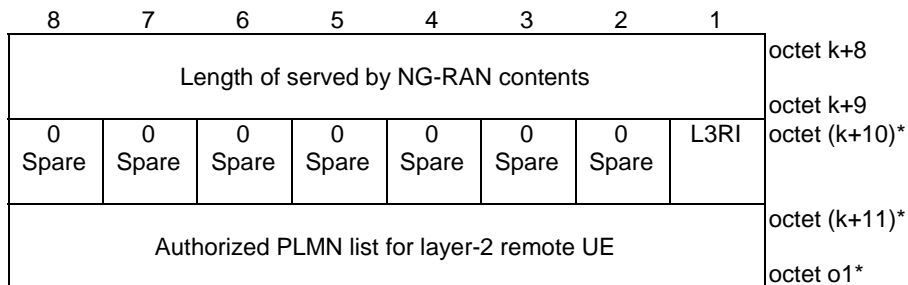 8 7 6 5 4 3 2 1
Length of served by NG-RAN contents
octet k+8
octet k+9
0 0 0 0 0 0 0 L3RI
Spare Spare Spare Spare Spare Spare Spare
octet (k+10)*
Authorized PLMN list for layer-2 remote UE
octet (k+11)*
octet o1*